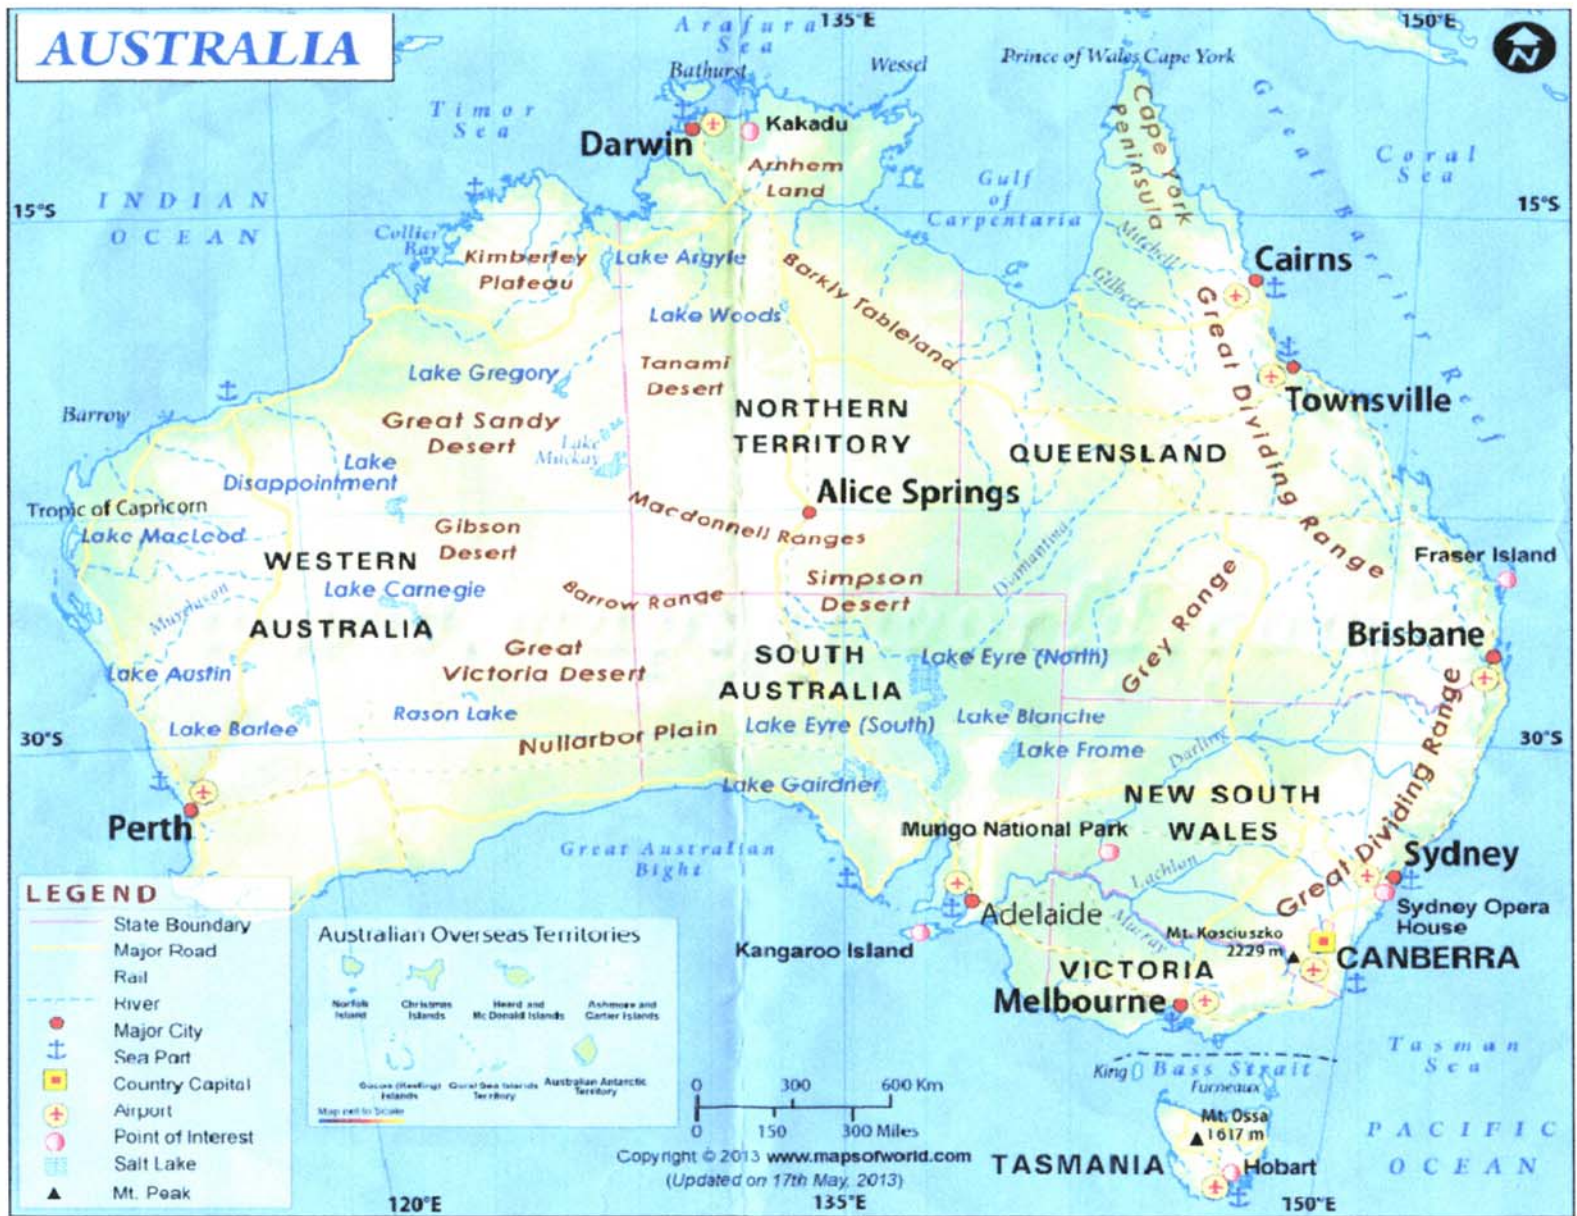 AUSTRALIA
Arafura
Sea
135°E
150°E
N
Bathurst
Wessel
Prince of Wales
Cape York
Timor
Sea
Darwin
Kakadu
Arnhem
Land
Cape York
Peninsula
Great Barrier Reef
Coral
Sea
INDIAN
OCEAN
15°S
15°S
Gulf
of
Carpentaria
Collier
Bay
Kimberley
Plateau
Lake Argyle
Barkly Tableland
Mitchell
Gilbert
Cairns
Lake Woods
Great Dividing Range
Lake Gregory
Tanami
Desert
Townsville
Barrow
Great Sandy
Desert
NORTHERN
TERRITORY
QUEENSLAND
Lake
Mackay
Lake
Disappointment
Alice Springs
Tropic of Capricorn
Macdonnell Ranges
Lake MacLeod
Gibson
Desert
WESTERN
AUSTRALIA
Diamantina
Fraser Island
Lake Carnegie
Barrow Range
Simpson
Desert
Grey Range
Murchison
Brisbane
Great
Victoria Desert
SOUTH
AUSTRALIA
Lake Eyre (North)
Lake Austin
Rason Lake
Lake Eyre (South)
Lake Blanche
Lake Barlee
Nullarbor Plain
Lake Frome
Darling
30°S
30°S
Great Dividing Range
Lake Gairdner
NEW SOUTH
WALES
Perth
Mungo National Park
Great Australian
Bight
Lachlan
Sydney
Adelaide
Murray
Sydney Opera
House
Kangaroo Island
Mt. Kosciuszko
2229 m
CANBERRA
VICTORIA
Melbourne
Tasman
Sea
King
Bass Strait
Furneaux
Mt. Ossa
1617 m
PACIFIC
OCEAN
TASMANIA
Hobart
LEGEND
State Boundary
Major Road
Rail
River
Major City
Sea Port
Country Capital
Airport
Point of Interest
Salt Lake
Mt. Peak
Australian Overseas Territories
Norfolk
Island
Christmas
Islands
Heard and
Mc Donald Islands
Ashmore and
Cartier Islands
Cocos (Keeling)
Islands
Coral Sea Islands
Territory
Australian Antarctic
Territory
Map not to Scale
0 300 600 Km
0 150 300 Miles
Copyright © 2013 www.mapsofworld.com
(Updated on 17th May, 2013)
120°E
135°E
150°E